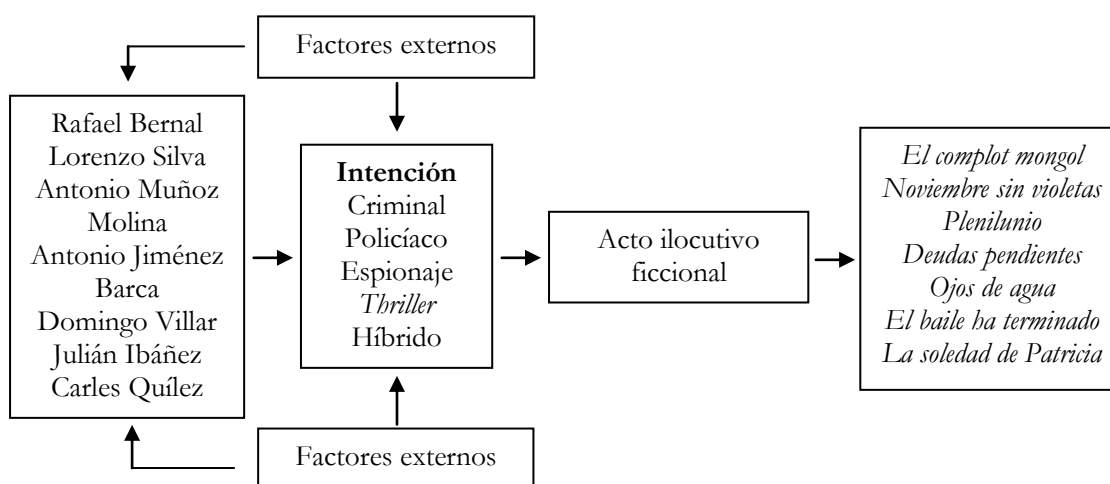 Factores externos
Rafael Bernal
Lorenzo Silva
Antonio Muñoz
Molina
Antonio Jiménez
Barca
Domingo Villar
Julián Ibáñez
Carles Quílez
Intención
Criminal
Policíaco
Espionaje
Thriller
Híbrido
Acto ilocutivo
ficcional
El complot mongol
Noviembre sin violetas
Plenilunio
Deudas pendientes
Ojos de agua
El baile ha terminado
La soledad de Patricia
Factores externos